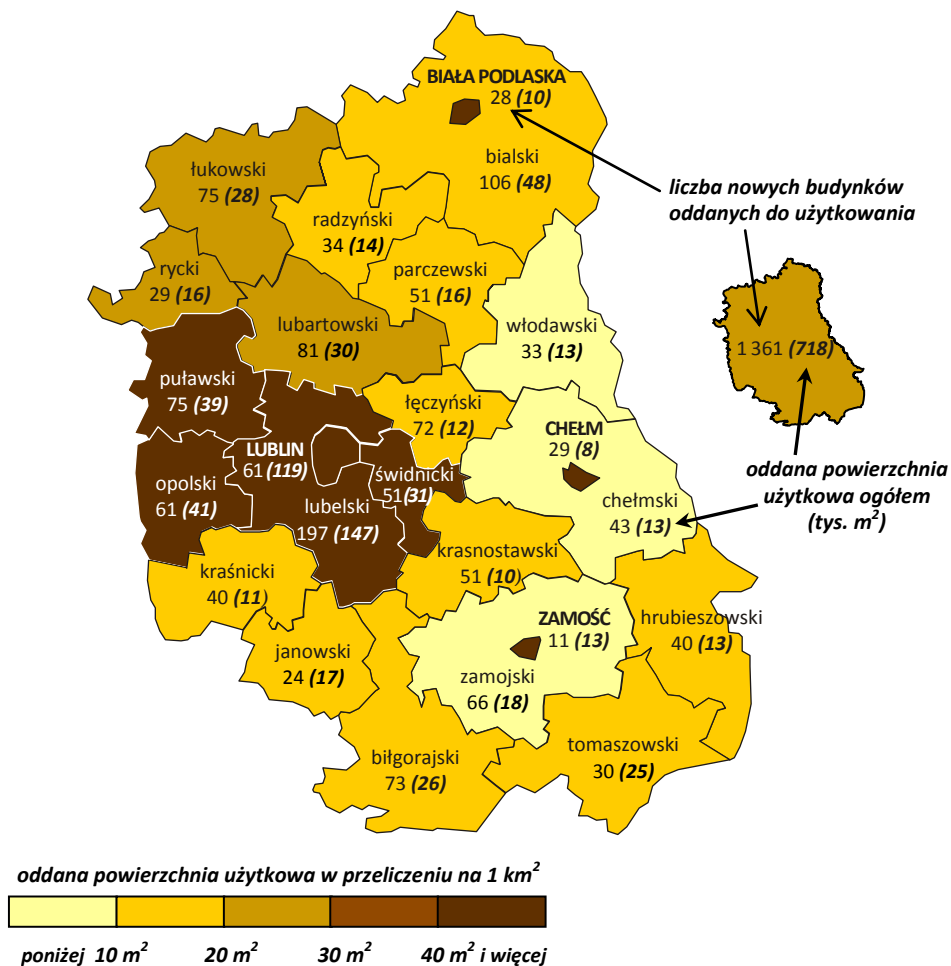 BIAŁA PODLASKA
28 (10)
bialski
106 (48)
łukowski
75 (28)
radzyński
34 (14)
liczba nowych budynków
oddanych do użytkowania
rycki
29 (16)
parczewski
51 (16)
lubartowski
81 (30)
włodawski
33 (13)
1 361 (718)
puławski
75 (39)
łęczyński
72 (12)
CHEŁM
29 (8)
LUBLIN
61 (119)
świdnicki
51 (31)
opolski
61 (41)
lubelski
197 (147)
chełmski
43 (13)
oddana powierzchnia
użytkowa ogółem
(tys. m²)
krasnostawski
51 (10)
kraśnicki
40 (11)
ZAMOŚĆ
11 (13)
hrubieszowski
40 (13)
janowski
24 (17)
zamojski
66 (18)
biłgorajski
73 (26)
tomaszowski
30 (25)
oddana powierzchnia użytkowa w przeliczeniu na 1 km²
poniżej 10 m² 20 m² 30 m² 40 m² i więcej